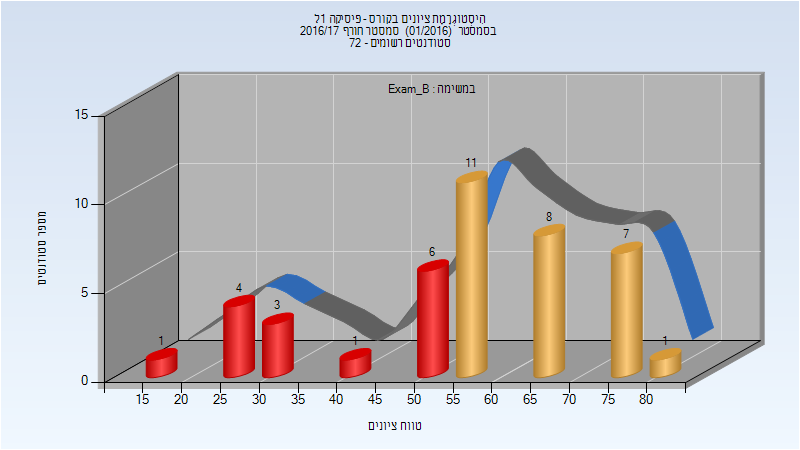 היסטוגרמת ציונים בקורס - פיסיקה 1ל
בסמסטר (01/2016) סמסטר חורף 2016/17
סטודנטים רשומים - 72
במשימה : Exam_B
מספר סטודנטים
15
10
5
0
1
4
3
1
6
11
8
7
1
15 20 25 30 35 40 45 50 55 60 65 70 75 80
טווח ציונים